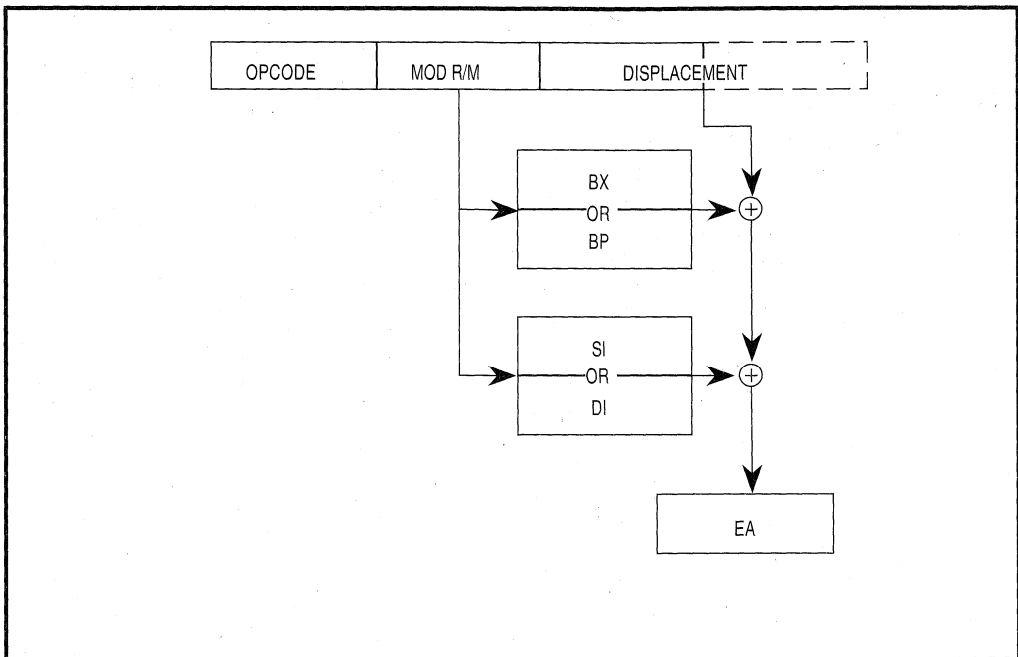 OPCODE MOD R/M DISPLACEMENT
BX
OR
BP
SI
OR
DI
EA